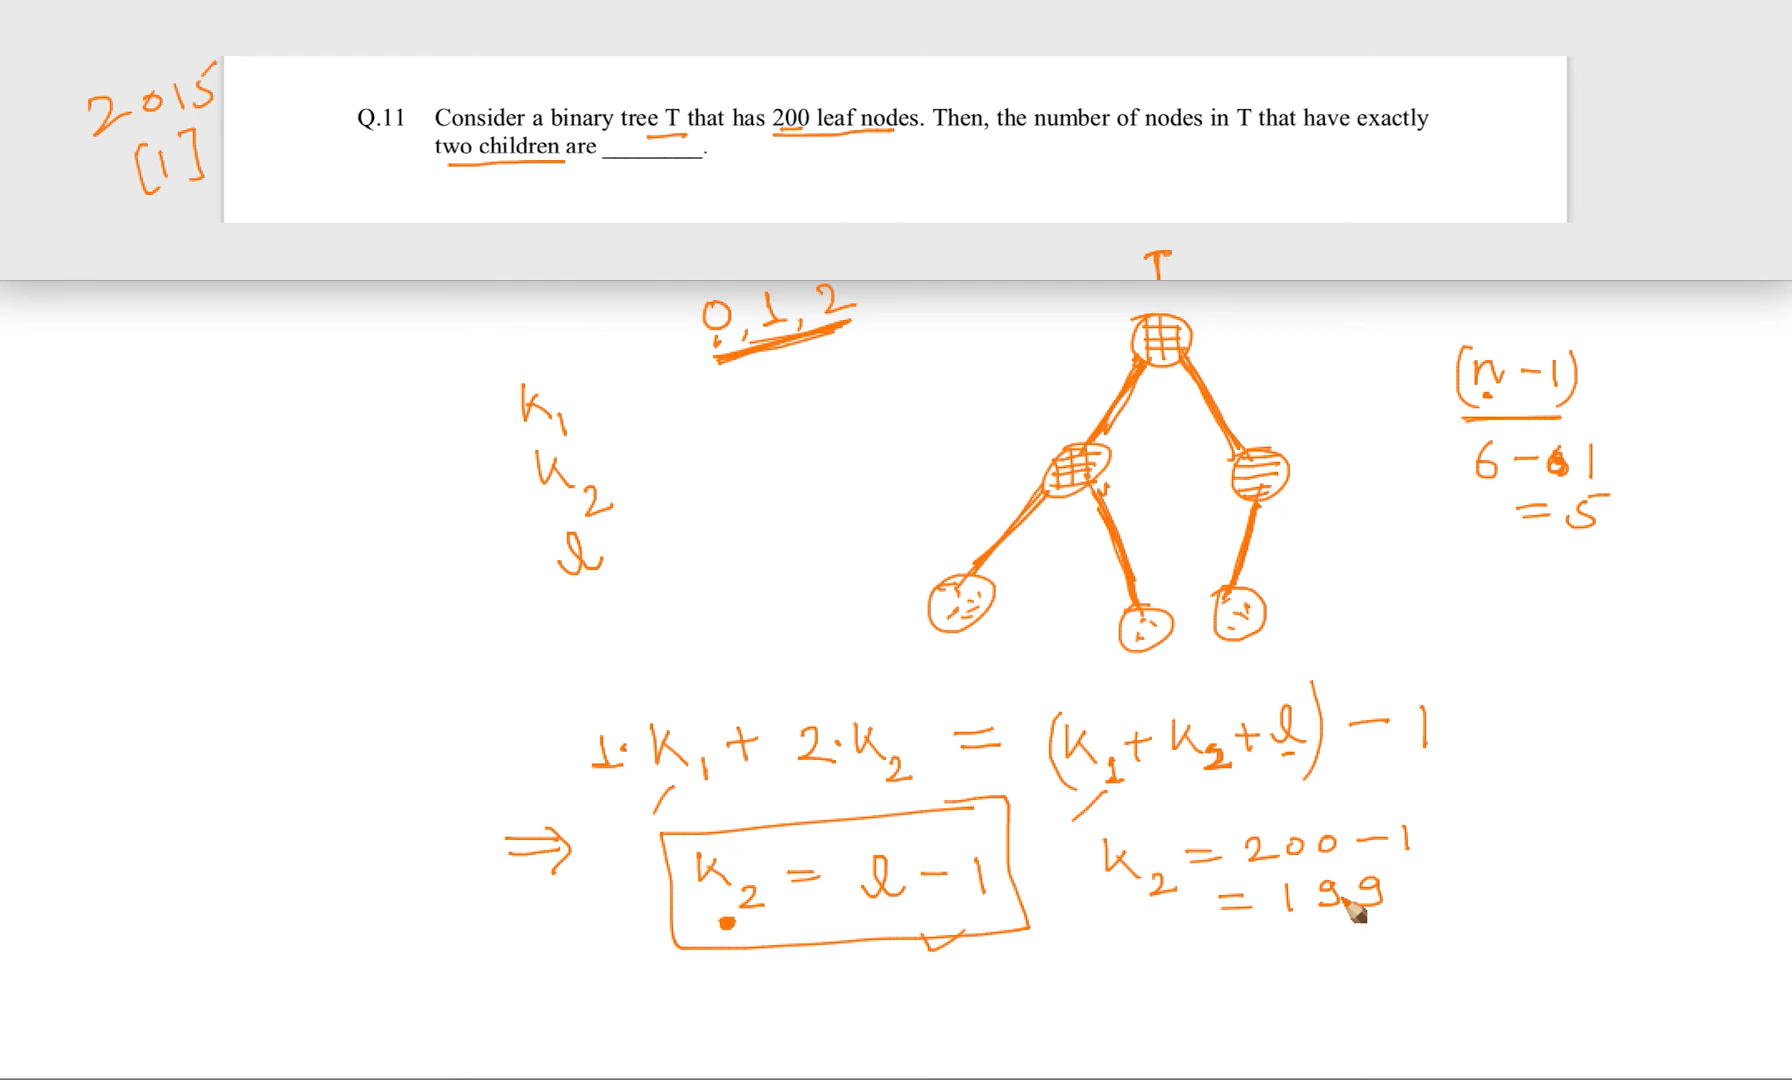 2015
[1]
Q.11 Consider a binary tree T that has 200 leaf nodes. Then, the number of nodes in T that have exactly
two children are ________.
T
0, 1, 2
(n-1)
k₁
6-1
k₂
= 5
l
1·k₁ + 2·k₂ = (k₁+k₂+l) - 1
⇒ k₂ = l - 1
k₂ = 200-1
= 199